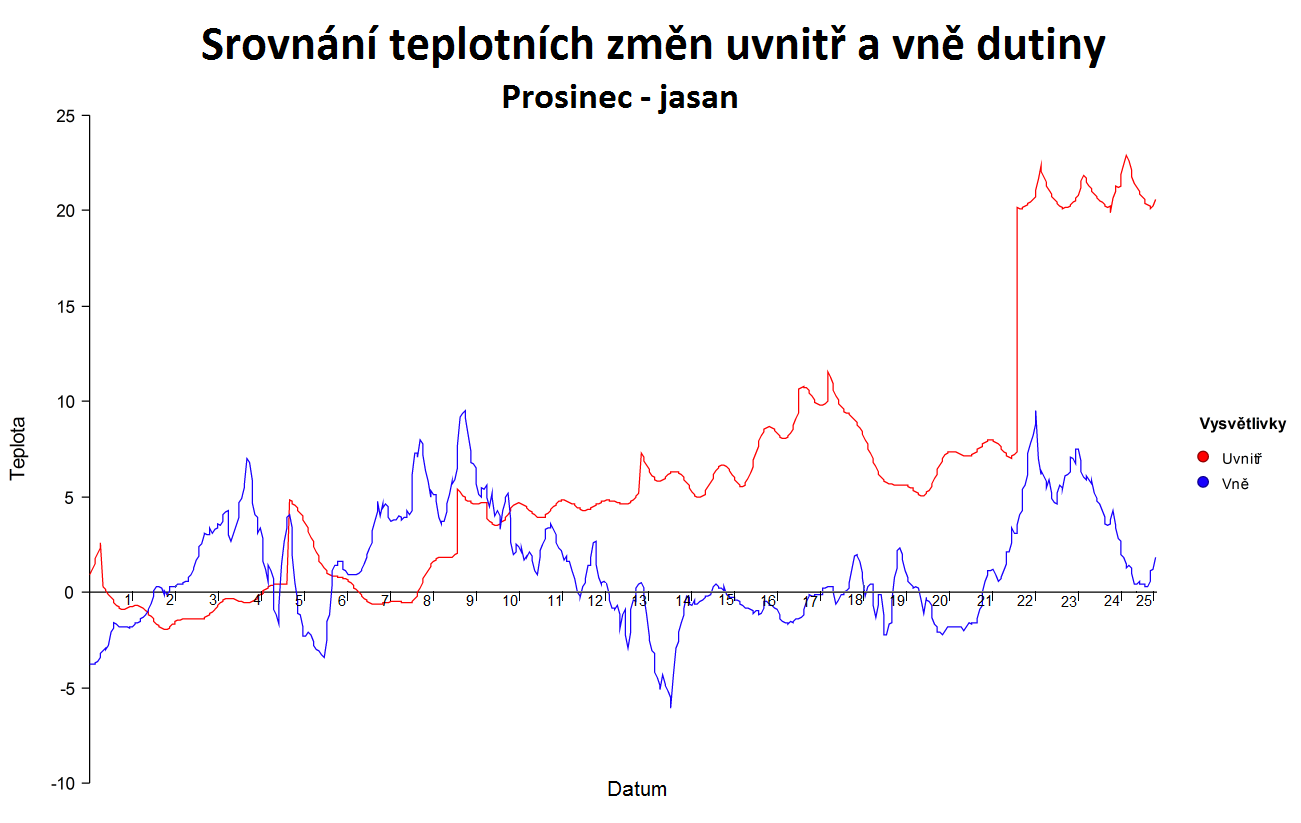 Srovnání teplotních změn uvnitř a vně dutiny
Prosinec - jasan
25
20
15
10
5
0
-5
-10
Teplota
1 2 3 4 5 6 7 8 9 10 11 12 13 14 15 16 17 18 19 20 21 22 23 24 25
Datum
Vysvětlivky
Uvnitř
Vně